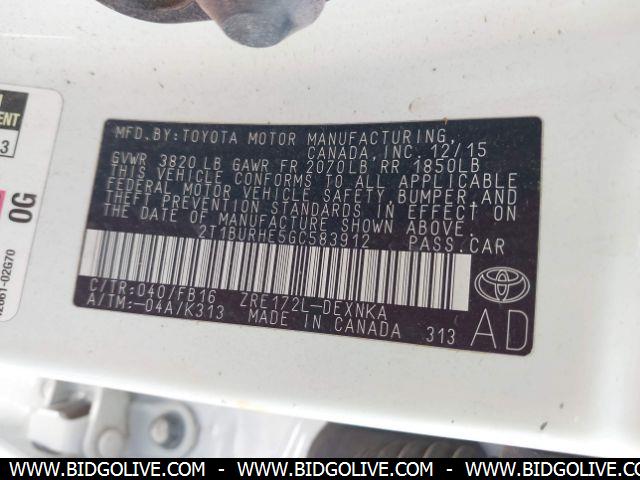 MFD.BY:TOYOTA MOTOR MANUFACTURING,
CANADA, INC. 12/15
GVWR 3820 LB GAWR FR 2070LB RR 1850LB
THIS VEHICLE CONFORMS TO ALL APPLICABLE
FEDERAL MOTOR VEHICLE SAFETY, BUMPER, AND
THEFT PREVENTION STANDARDS IN EFFECT ON
THE DATE OF MANUFACTURE SHOWN ABOVE.
2T1BURHE5GC583912 PASS.CAR
C/TR:040/FB16 ZRE172L-DEXNKA
A/TM:-04A/K313 MADE IN CANADA 313
AD
TOYOTA
OG
WWW.BIDGOLIVE.COM - WWW.BIDGOLIVE.COM - WWW.BIDGOLIVE.COM